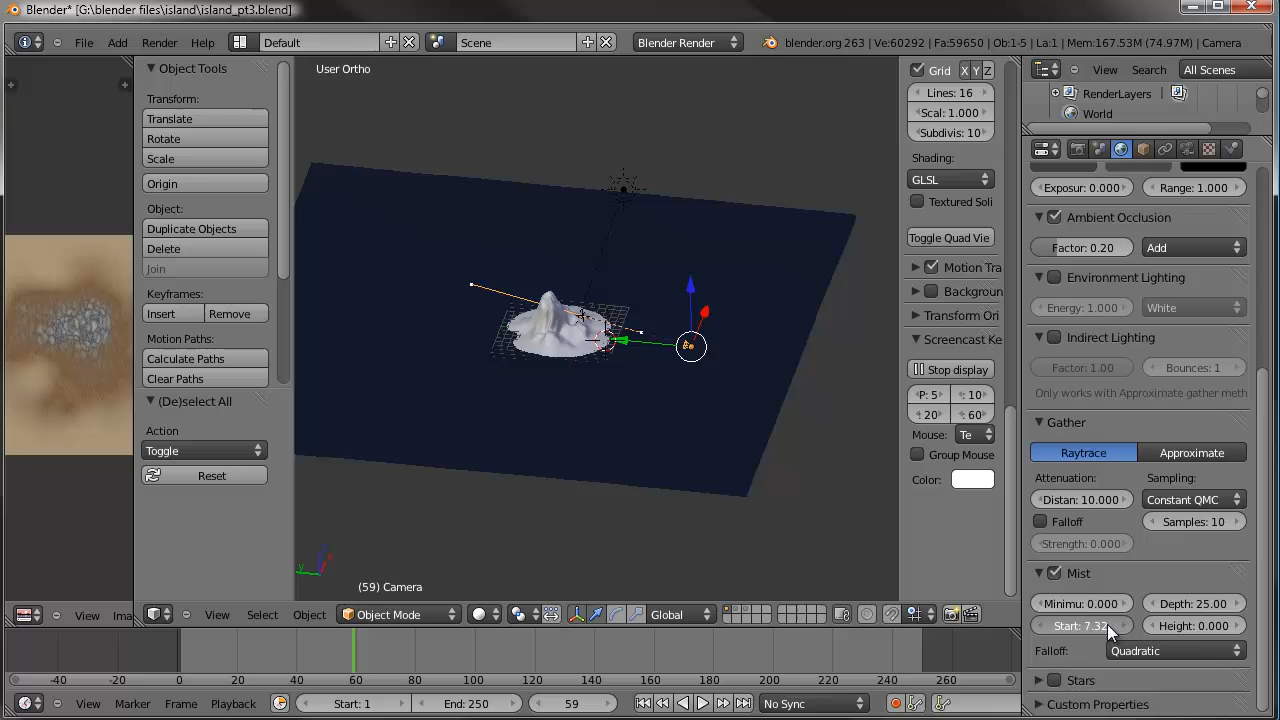 Blender* [G:\blender files\island\island_pt3.blend]
File Add Render Help Default Scene Blender Render blender.org 263 | Ve:60292 | Fa:59650 | Ob:1-5 | La:1 | Mem:167.53M (74.97M) | Camera
Object Tools
Transform:
Translate
Rotate
Scale
Origin
Object:
Duplicate Objects
Delete
Join
Keyframes:
Insert Remove
Motion Paths:
Calculate Paths
Clear Paths
(De)select All
Action
Toggle
Reset
User Ortho
(59) Camera
Grid X Y Z
Lines: 16
Scal: 1.000
Subdivis: 10
Shading:
GLSL
Textured Soli
Toggle Quad Vie
Motion Tra
Backgroun
Transform Ori
Screencast Ke
Stop display
P: 5 : 10
: 20 : 60
Mouse: Te
Group Mouse
Color:
View Search All Scenes
RenderLayers
World
Exposur: 0.000 Range: 1.000
Ambient Occlusion
Factor: 0.20 Add
Environment Lighting
Energy: 1.000 White
Indirect Lighting
Factor: 1.00 Bounces: 1
Only works with Approximate gather meth
Gather
Raytrace Approximate
Attenuation: Sampling:
Distan: 10.000 Constant QMC
Falloff Samples: 10
Strength: 0.000
Mist
Minimu: 0.000 Depth: 25.00
Start: 7.32 Height: 0.000
Falloff: Quadratic
Stars
Custom Properties
View Ima View Select Object Object Mode Global
-40 -20 0 20 40 60 80 100 120 140 160 180 200 220 240 260
View Marker Frame Playback Start: 1 End: 250 59 No Sync